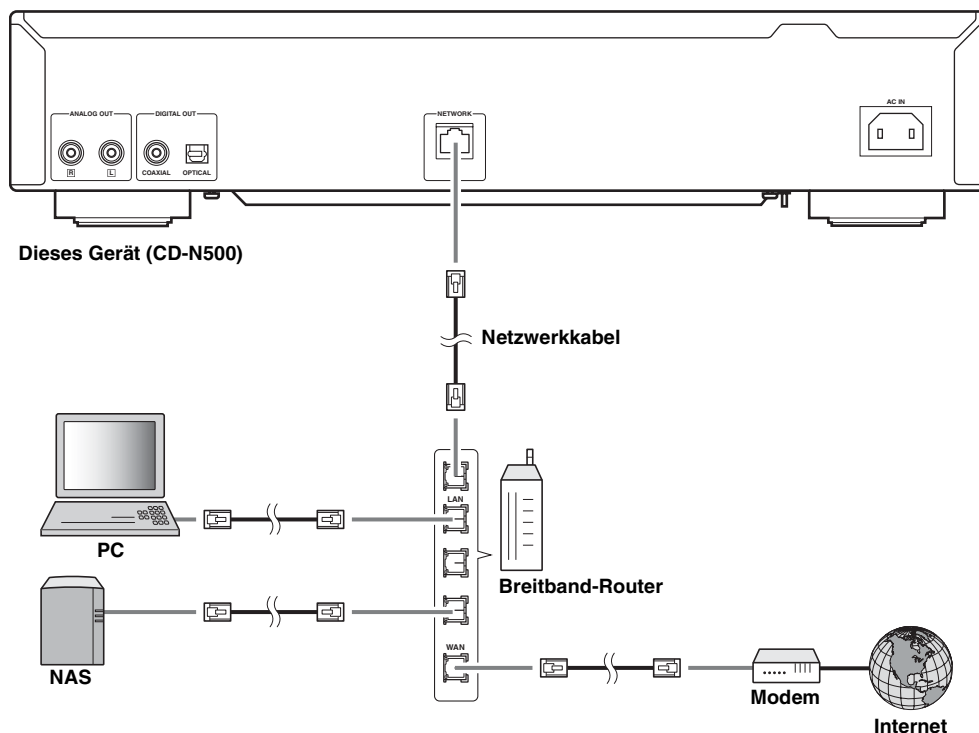 ANALOG OUT
DIGITAL OUT
NETWORK
AC IN
R
L
COAXIAL
OPTICAL
Dieses Gerät (CD-N500)
Netzwerkkabel
LAN
PC
Breitband-Router
NAS
WAN
Modem
Internet